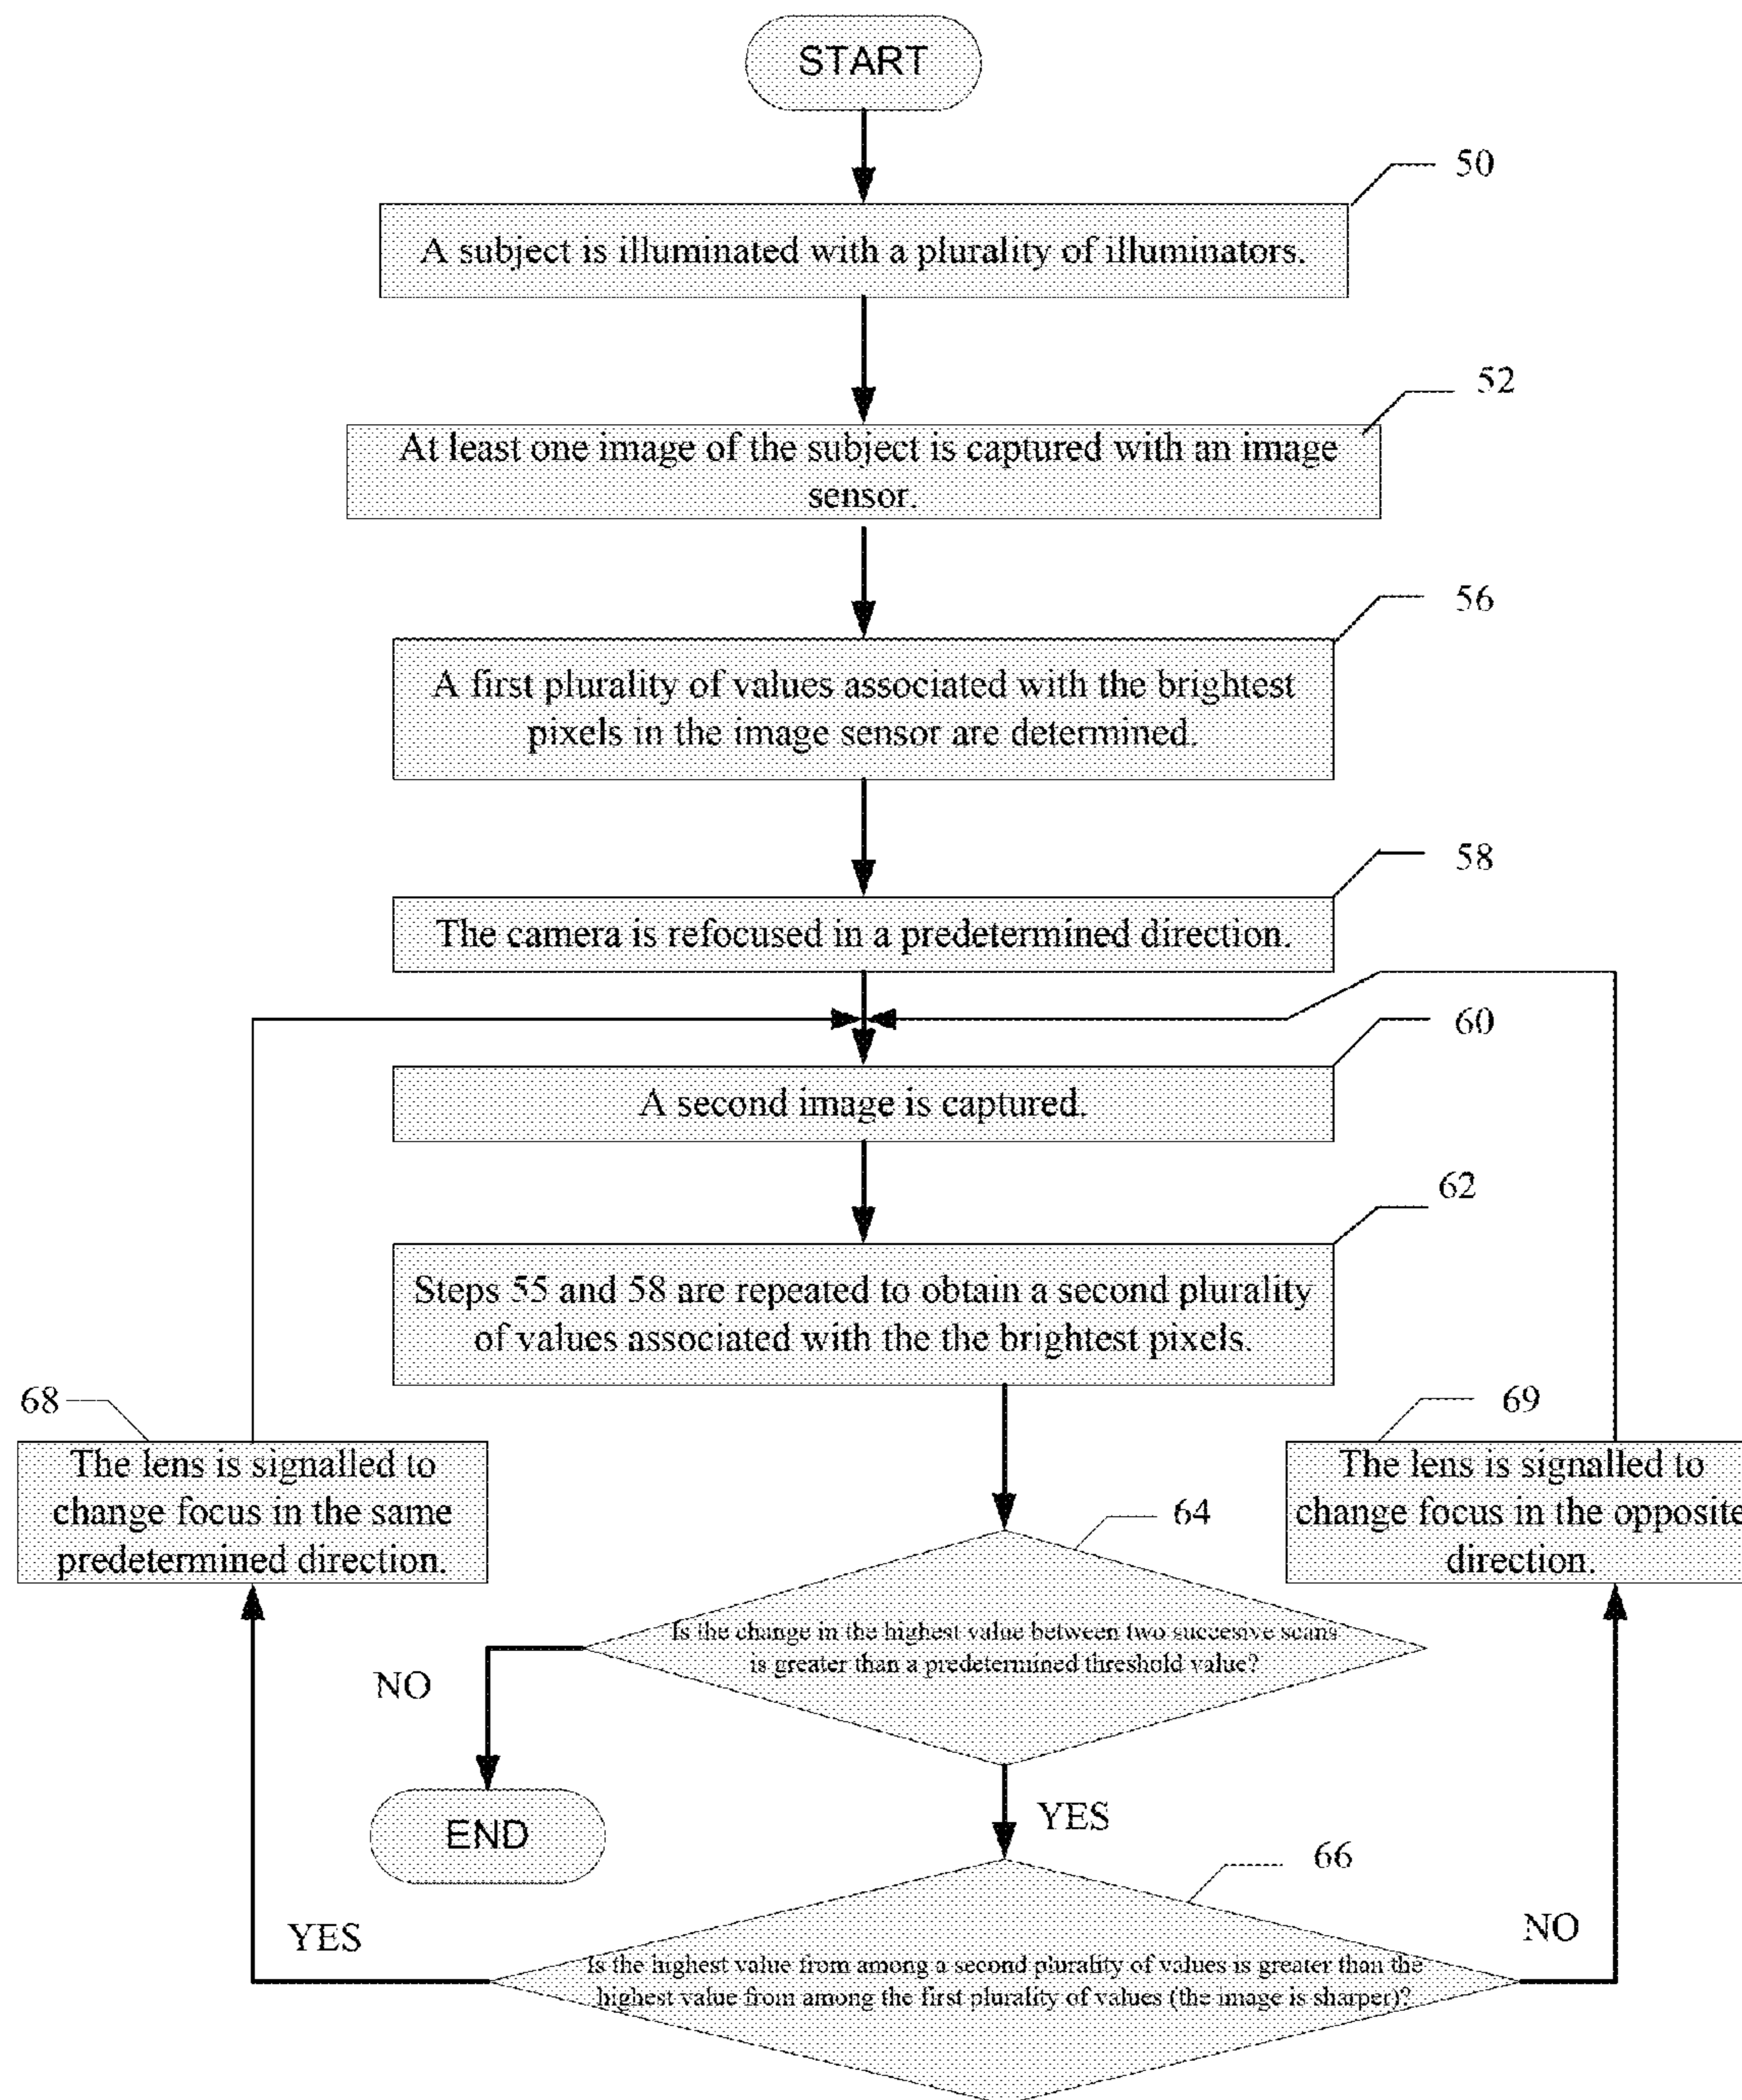 START
50
A subject is illuminated with a plurality of illuminators.
52
At least one image of the subject is captured with an image
sensor.
56
A first plurality of values associated with the brightest
pixels in the image sensor are determined.
58
The camera is refocused in a predetermined direction.
60
A second image is captured.
62
Steps 55 and 58 are repeated to obtain a second plurality
of values associated with the the brightest pixels.
68
The lens is signalled to
change focus in the same
predetermined direction.
69
The lens is signalled to
change focus in the opposite
direction.
64
Is the change in the highest value between two succesive scans
is greater than a predetermined threshold value?
NO
END
YES
66
YES
NO
Is the highest value from among a second plurality of values is greater than the
highest value from among the first plurality of values (the image is sharper)?